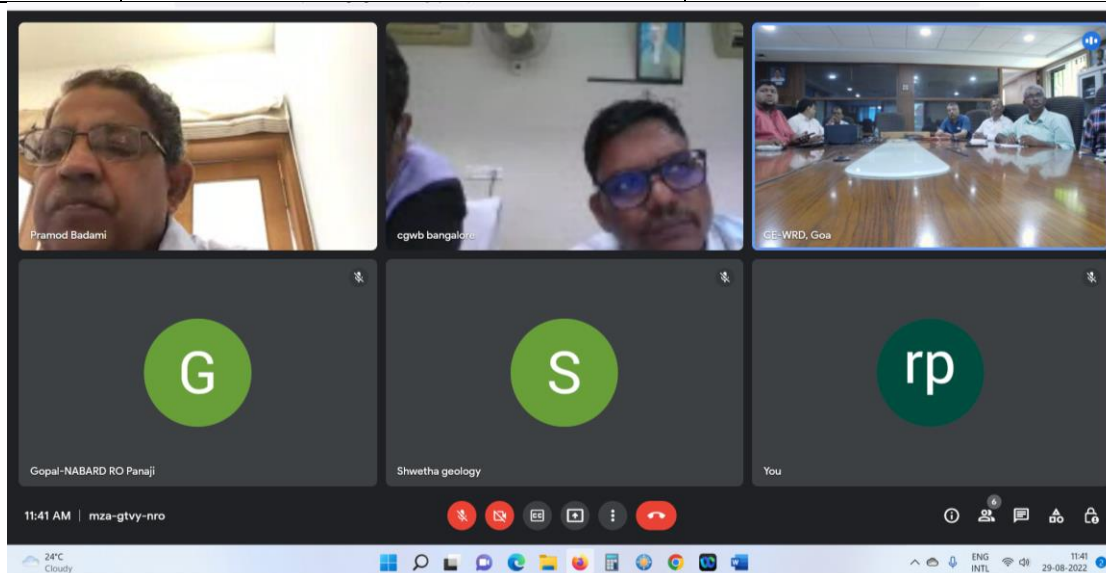 Pramod Badami
cgwb bangalore
CE-WRD, Goa
G
S
rp
Gopal-NABARD RO Panaji
Shwetha geology
You
11:41 AM | mza-gtvy-nro
CC
6
24°C
Cloudy
ENG
INTL
11:41
29-08-2022
2